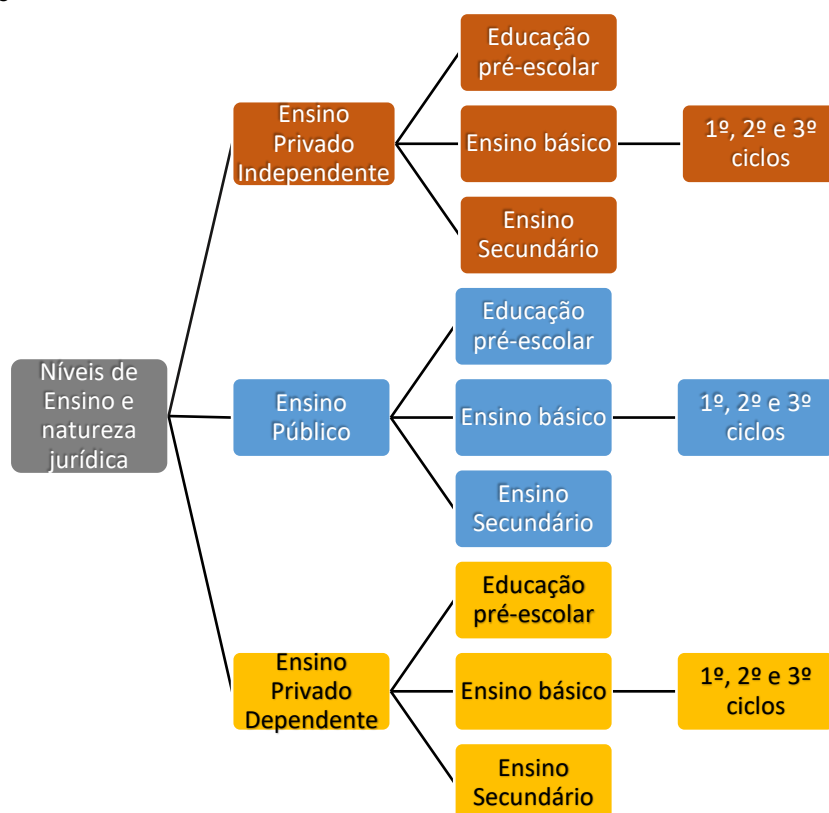 Níveis de
Ensino e
natureza
jurídica
Ensino
Privado
Independente
Educação
pré-escolar
Ensino básico
1º, 2º e 3º
ciclos
Ensino
Secundário
Ensino
Público
Educação
pré-escolar
Ensino básico
1º, 2º e 3º
ciclos
Ensino
Secundário
Ensino
Privado
Dependente
Educação
pré-escolar
Ensino básico
1º, 2º e 3º
ciclos
Ensino
Secundário